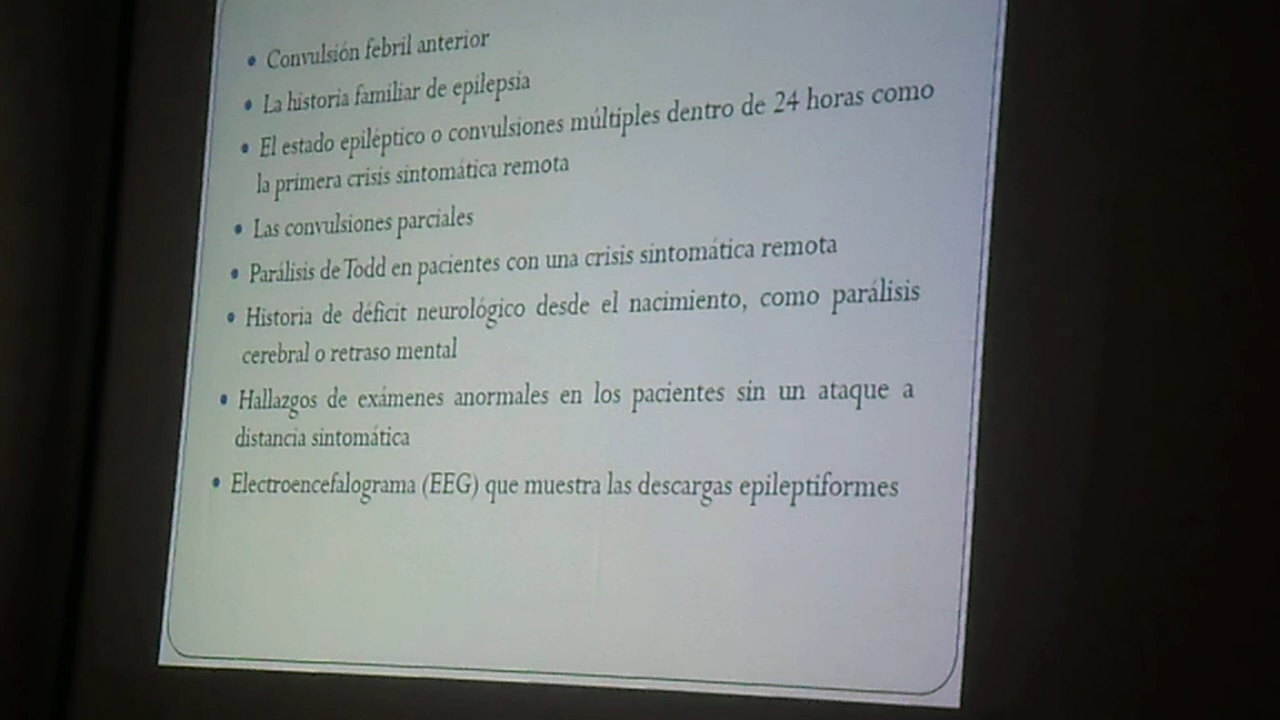 • Convulsión febril anterior
• La historia familiar de epilepsia
• El estado epiléptico o convulsiones múltiples dentro de 24 horas como
la primera crisis sintomática remota
• Las convulsiones parciales
• Parálisis de Todd en pacientes con una crisis sintomática remota
• Historia de déficit neurológico desde el nacimiento, como parálisis
cerebral o retraso mental
• Hallazgos de exámenes anormales en los pacientes sin un ataque a
distancia sintomática
• Electroencefalograma (EEG) que muestra las descargas epileptiformes